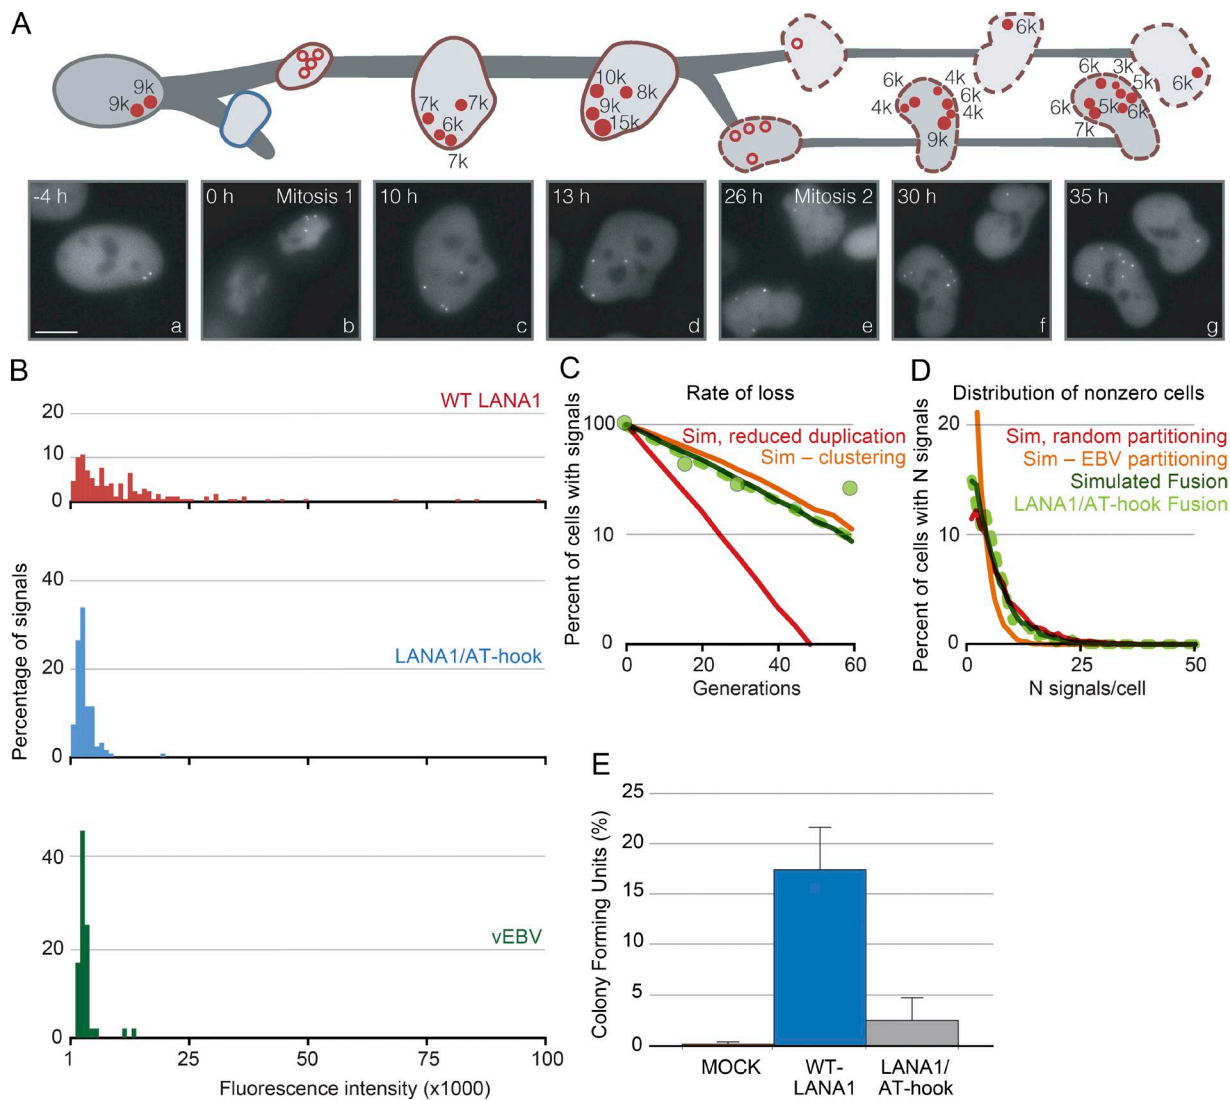 A
9k
9k
7k
7k
6k
7k
10k
8k
9k
15k
6k
6k
4k
6k
4k
4k
9k
6k
3k
5k
6k
5k
6k
7k
6k
-4 h
a
0 h Mitosis 1
b
10 h
c
13 h
d
26 h Mitosis 2
e
30 h
f
35 h
g
B
Percentage of signals
WT LANA1
20
10
0
LANA1/AT-hook
40
20
0
vEBV
40
20
0
1 25 50 75 100
Fluorescence intensity (x1000)
C
Rate of loss
Percent of cells with signals
100
10
0
Sim, reduced duplication
Sim – clustering
0 20 40 60
Generations
D
Distribution of nonzero cells
Percent of cells with N signals
20
10
0
Sim, random partitioning
Sim – EBV partitioning
Simulated Fusion
LANA1/AT-hook Fusion
0 25 50
N signals/cell
E
Colony Forming Units (%)
25
20
15
10
5
0
MOCK
WT-
LANA1
LANA1/
AT-hook